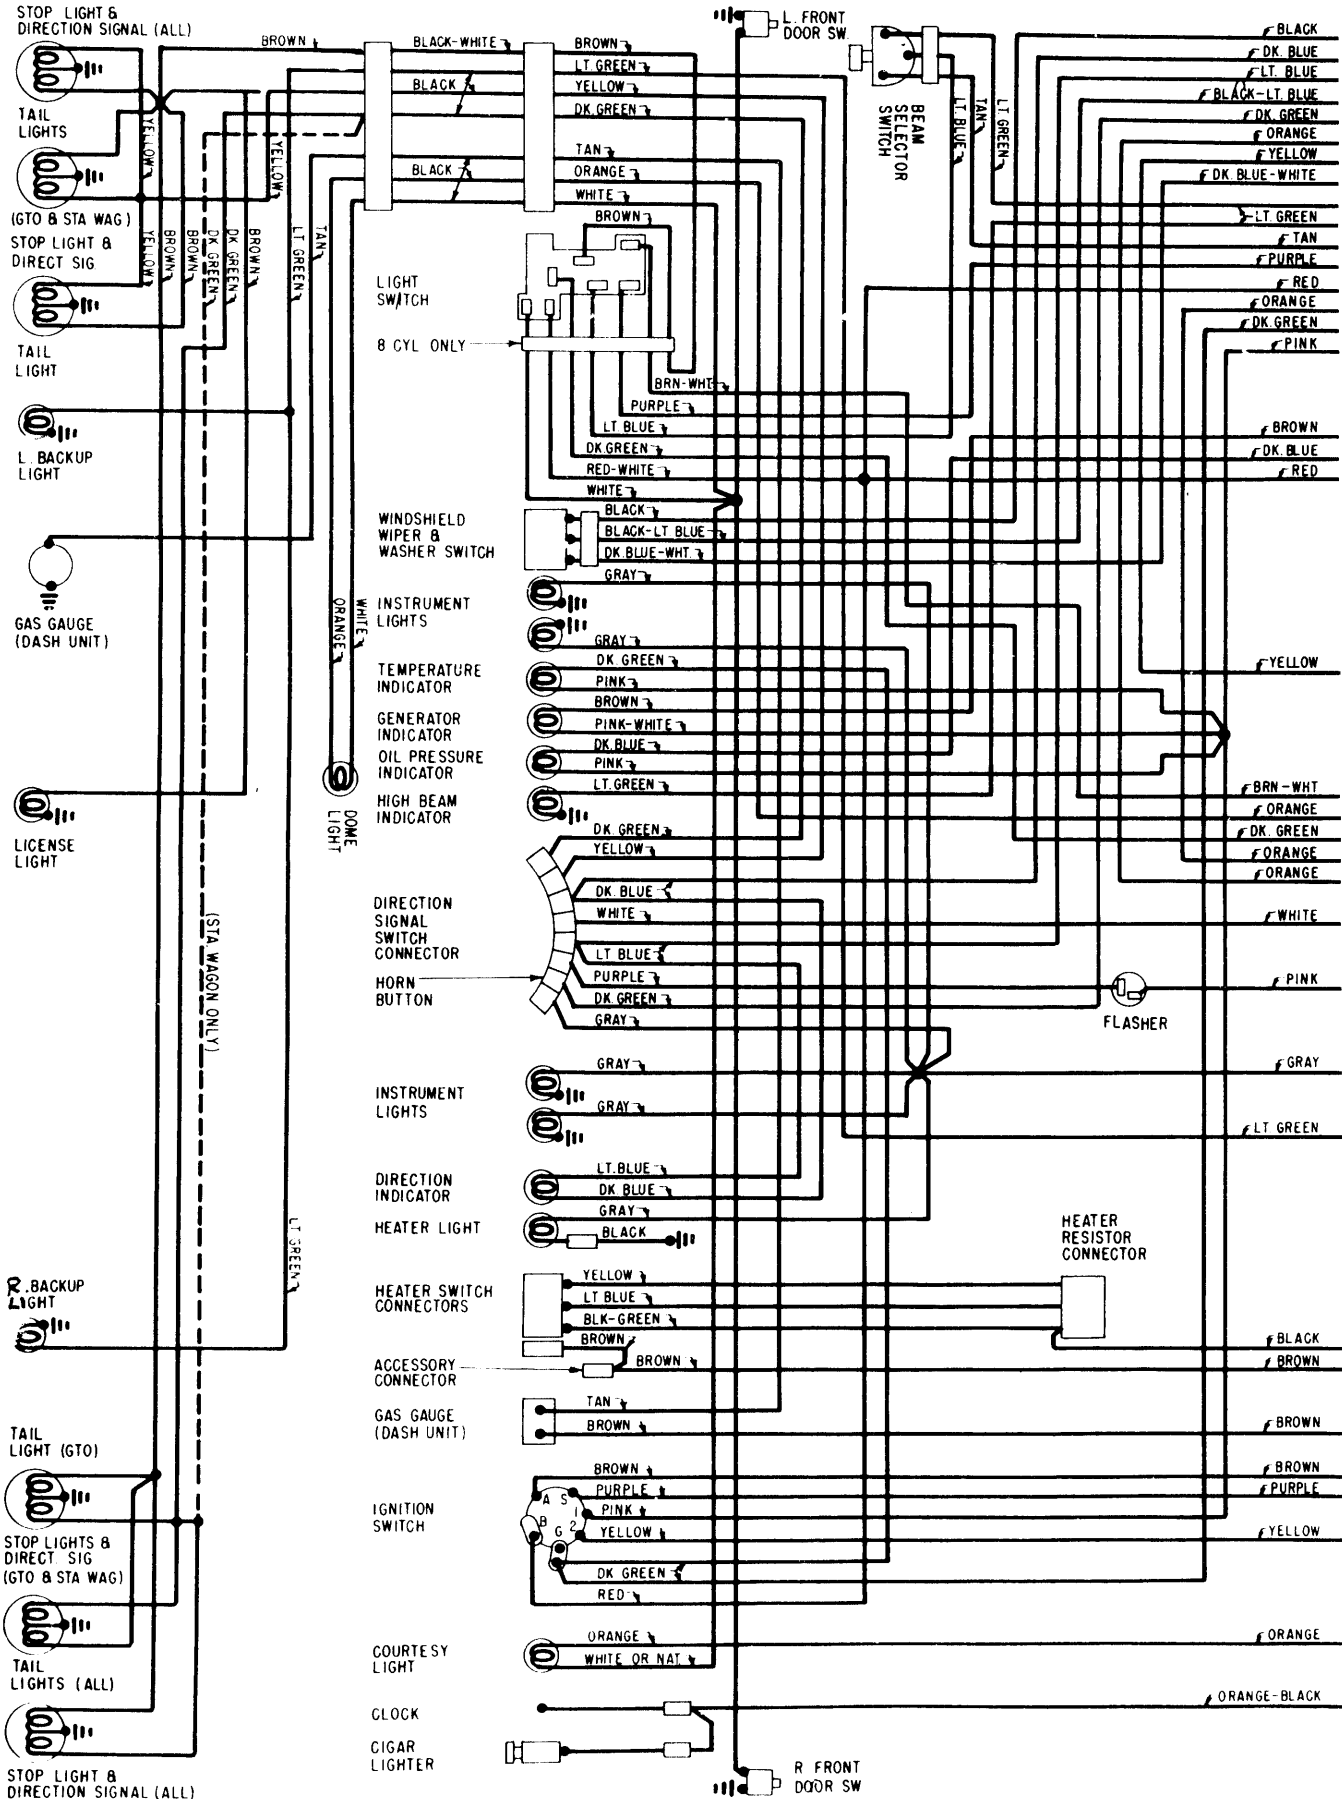 STOP LIGHT &
DIRECTION SIGNAL (ALL)
TAIL
LIGHTS
(GTO & STA WAG)
STOP LIGHT &
DIRECT SIG
TAIL
LIGHT
L. BACKUP
LIGHT
GAS GAUGE
(DASH UNIT)
LICENSE
LIGHT
R. BACKUP
LIGHT
TAIL
LIGHT (GTO)
STOP LIGHTS &
DIRECT. SIG
(GTO & STA WAG)
TAIL
LIGHTS (ALL)
STOP LIGHT &
DIRECTION SIGNAL (ALL)
BROWN
YELLOW
YELLOW
YELLOW
BROWN
BROWN
DK GREEN
DK GREEN
BROWN
LT GREEN
TAN
(STA. WAGON ONLY)
LT GREEN
ORANGE
WHITE
DOME
LIGHT
BLACK-WHITE
BLACK
BLACK
BROWN
LT. GREEN
YELLOW
DK. GREEN
TAN
ORANGE
WHITE
BROWN
LIGHT
SWITCH
8 CYL ONLY
BRN-WHT
PURPLE
LT. BLUE
DK.GREEN
RED-WHITE
WHITE
WINDSHIELD
WIPER &
WASHER SWITCH
BLACK
BLACK-LT BLUE
DK.BLUE-WHT.
INSTRUMENT
LIGHTS
GRAY
GRAY
TEMPERATURE
INDICATOR
DK. GREEN
PINK
GENERATOR
INDICATOR
BROWN
PINK-WHITE
OIL PRESSURE
INDICATOR
DK.BLUE
PINK
HIGH BEAM
INDICATOR
LT. GREEN
DIRECTION
SIGNAL
SWITCH
CONNECTOR
HORN
BUTTON
DK. GREEN
YELLOW
DK. BLUE
WHITE
LT BLUE
PURPLE
DK. GREEN
GRAY
FLASHER
INSTRUMENT
LIGHTS
GRAY
GRAY
DIRECTION
INDICATOR
LT. BLUE
DK. BLUE
HEATER LIGHT
GRAY
BLACK
HEATER SWITCH
CONNECTORS
YELLOW
LT BLUE
BLK-GREEN
BROWN
HEATER
RESISTOR
CONNECTOR
ACCESSORY
CONNECTOR
BROWN
GAS GAUGE
(DASH UNIT)
TAN
BROWN
IGNITION
SWITCH
A S
1
B
G 2
BROWN
PURPLE
PINK
YELLOW
DK GREEN
RED
COURTESY
LIGHT
ORANGE
WHITE OR NAT.
CLOCK
CIGAR
LIGHTER
R FRONT
DOOR SW
L. FRONT
DOOR SW.
BEAM
SELECTOR
SWITCH
LT BLUE
TAN
LT. GREEN
BLACK
DK. BLUE
LT. BLUE
BLACK-LT. BLUE
DK. GREEN
ORANGE
YELLOW
DK. BLUE-WHITE
LT. GREEN
TAN
PURPLE
RED
ORANGE
DK. GREEN
PINK
BROWN
DK. BLUE
RED
YELLOW
BRN-WHT
ORANGE
DK. GREEN
ORANGE
ORANGE
WHITE
PINK
GRAY
LT GREEN
BLACK
BROWN
BROWN
BROWN
PURPLE
YELLOW
ORANGE
ORANGE-BLACK